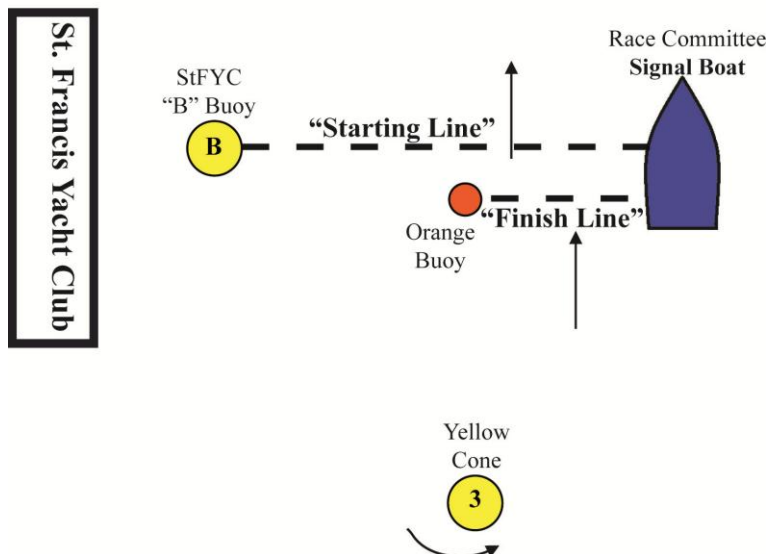 St. Francis Yacht Club
StFYC
“B” Buoy
B
“Starting Line”
Race Committee
Signal Boat
Orange
Buoy
“Finish Line”
Yellow
Cone
3